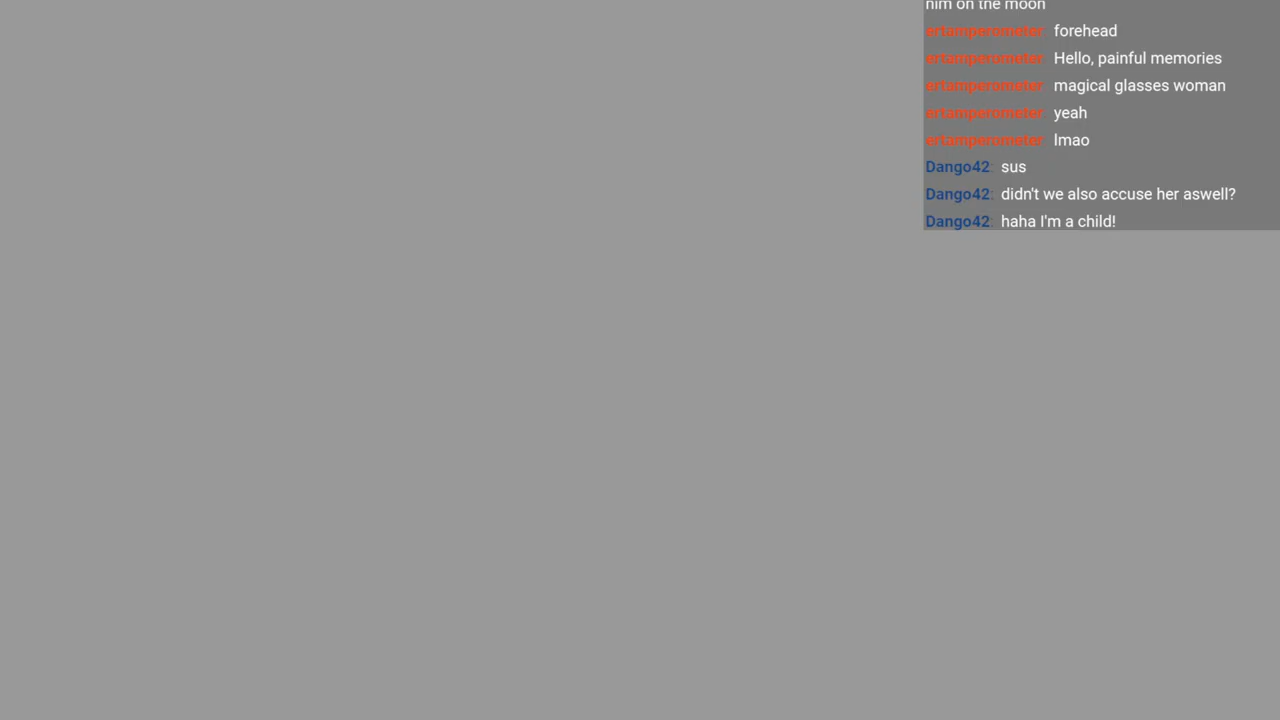 him on the moon
ertamperometer: forehead
ertamperometer: Hello, painful memories
ertamperometer: magical glasses woman
ertamperometer: yeah
ertamperometer: lmao
Dango42: sus
Dango42: didn't we also accuse her aswell?
Dango42: haha I'm a child!